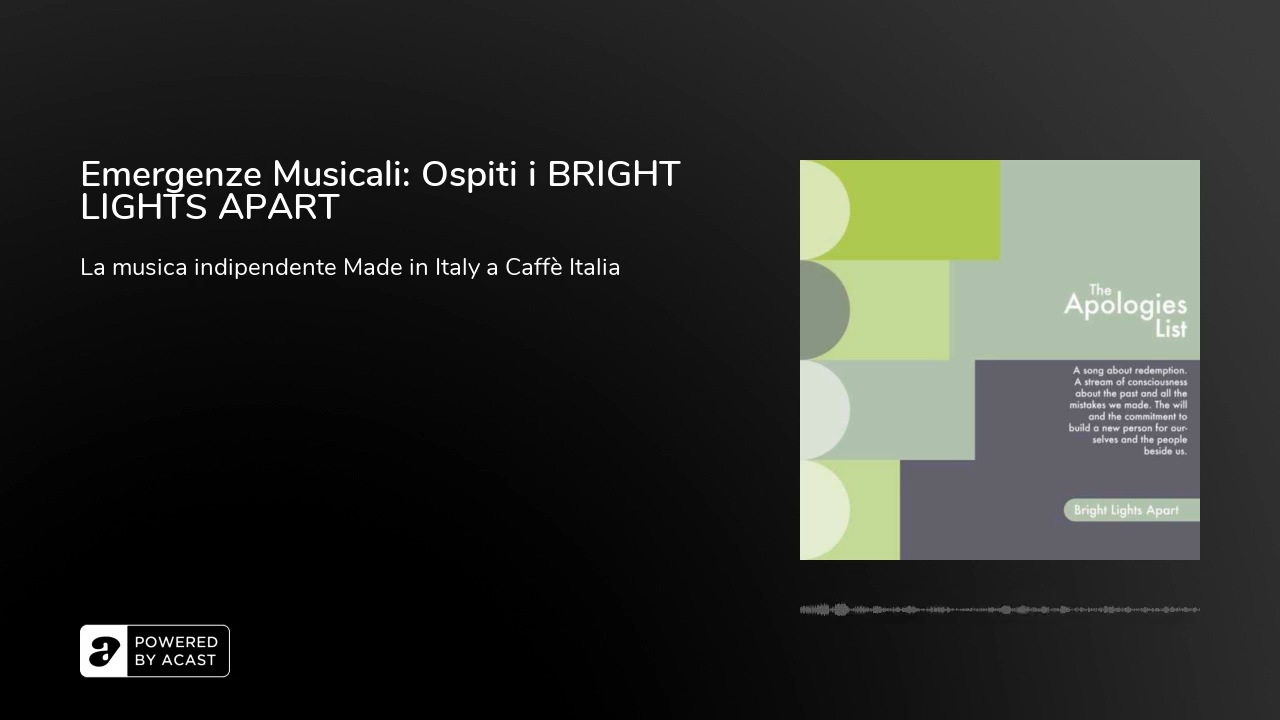 Emergenze Musicali: Ospiti i BRIGHT
LIGHTS APART
La musica indipendente Made in Italy a Caffè Italia
The
Apologies
List
A song about redemption.
A stream of consciousness
about the past and all the
mistakes we made. The will
and the commitment to
build a new person for our-
selves and the people
beside us.
Bright Lights Apart
a
POWERED
BY ACAST